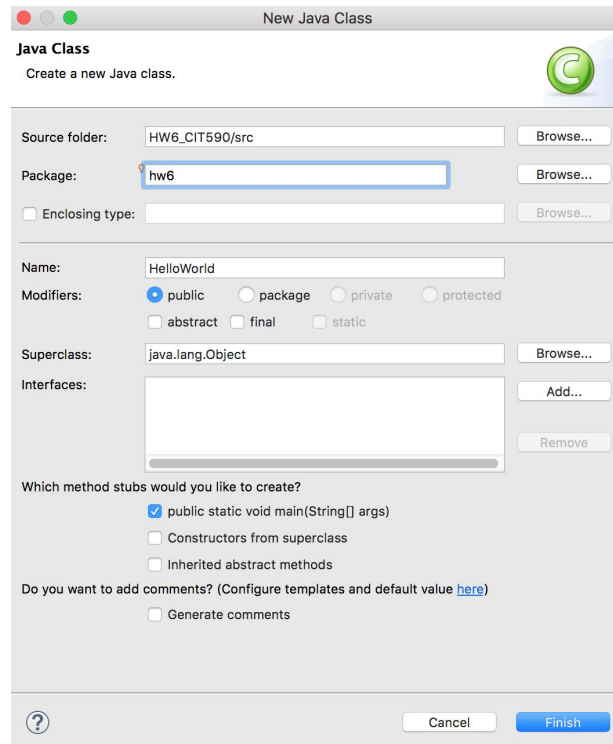 New Java Class
Java Class
Create a new Java class.
C
Source folder: HW6_CIT590/src Browse...
Package: hw6 Browse...
Enclosing type: Browse...
Name: HelloWorld
Modifiers: public package private protected
abstract final static
Superclass: java.lang.Object Browse...
Interfaces: Add...
Remove
Which method stubs would you like to create?
public static void main(String[] args)
Constructors from superclass
Inherited abstract methods
Do you want to add comments? (Configure templates and default value here)
Generate comments
? Cancel Finish